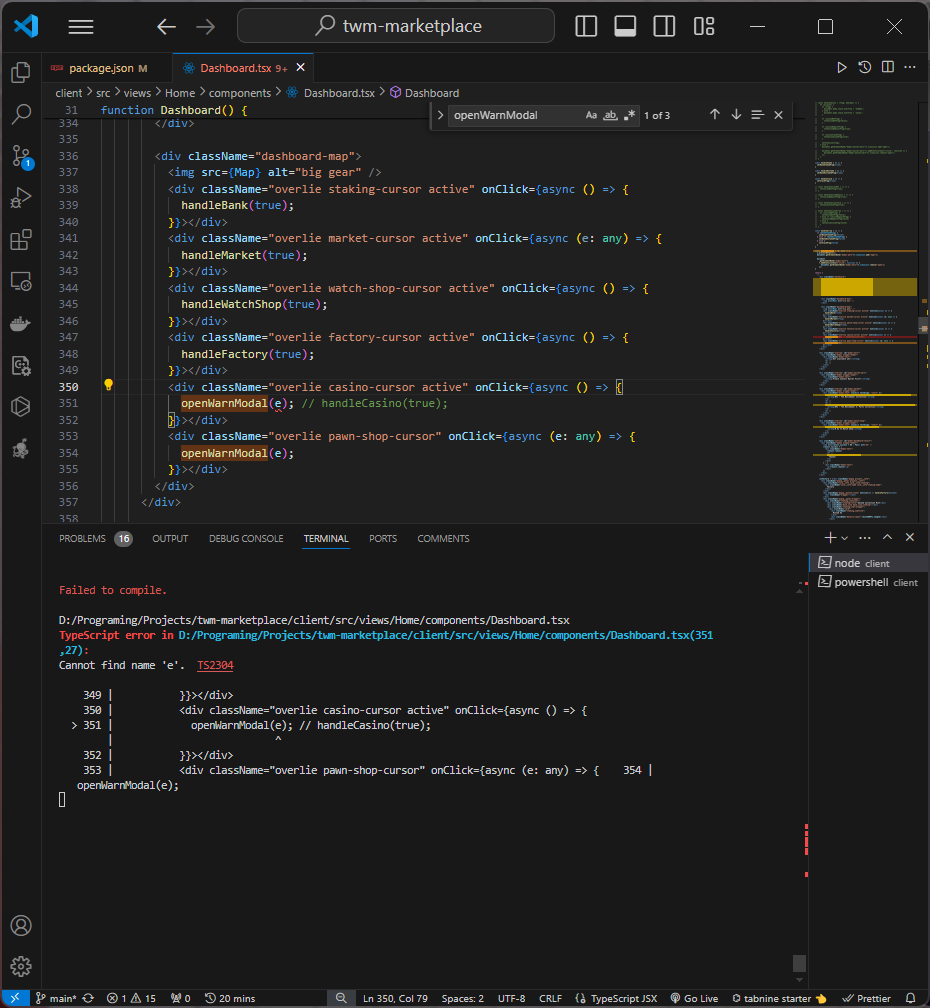 twm-marketplace
package.json M
Dashboard.tsx 9+
client > src > views > Home > components > Dashboard.tsx > Dashboard
openWarnModal Aa ab .* 1 of 3
31 function Dashboard() {
334 </div>
335
336 <div className="dashboard-map">
337 <img src={Map} alt="big gear" />
338 <div className="overlie staking-cursor active" onClick={async () => {
339 handleBank(true);
340 }}></div>
341 <div className="overlie market-cursor active" onClick={async (e: any) => {
342 handleMarket(true);
343 }}></div>
344 <div className="overlie watch-shop-cursor active" onClick={async () => {
345 handleWatchShop(true);
346 }}></div>
347 <div className="overlie factory-cursor active" onClick={async () => {
348 handleFactory(true);
349 }}></div>
350 <div className="overlie casino-cursor active" onClick={async () => {
351 openWarnModal(e); // handleCasino(true);
352 }}></div>
353 <div className="overlie pawn-shop-cursor" onClick={async (e: any) => {
354 openWarnModal(e);
355 }}></div>
356 </div>
357 </div>
358
PROBLEMS 16 OUTPUT DEBUG CONSOLE TERMINAL PORTS COMMENTS
node client
powershell client
Failed to compile.
D:/Programing/Projects/twm-marketplace/client/src/views/Home/components/Dashboard.tsx
TypeScript error in D:/Programing/Projects/twm-marketplace/client/src/views/Home/components/Dashboard.tsx(351
,27):
Cannot find name 'e'. TS2304
349 | }}></div>
350 | <div className="overlie casino-cursor active" onClick={async () => {
> 351 | openWarnModal(e); // handleCasino(true);
| ^
352 | }}></div>
353 | <div className="overlie pawn-shop-cursor" onClick={async (e: any) => { 354 |
openWarnModal(e);
1
main* 1 15 0 20 mins Ln 350, Col 79 Spaces: 2 UTF-8 CRLF {} TypeScript JSX Go Live tabnine starter Prettier